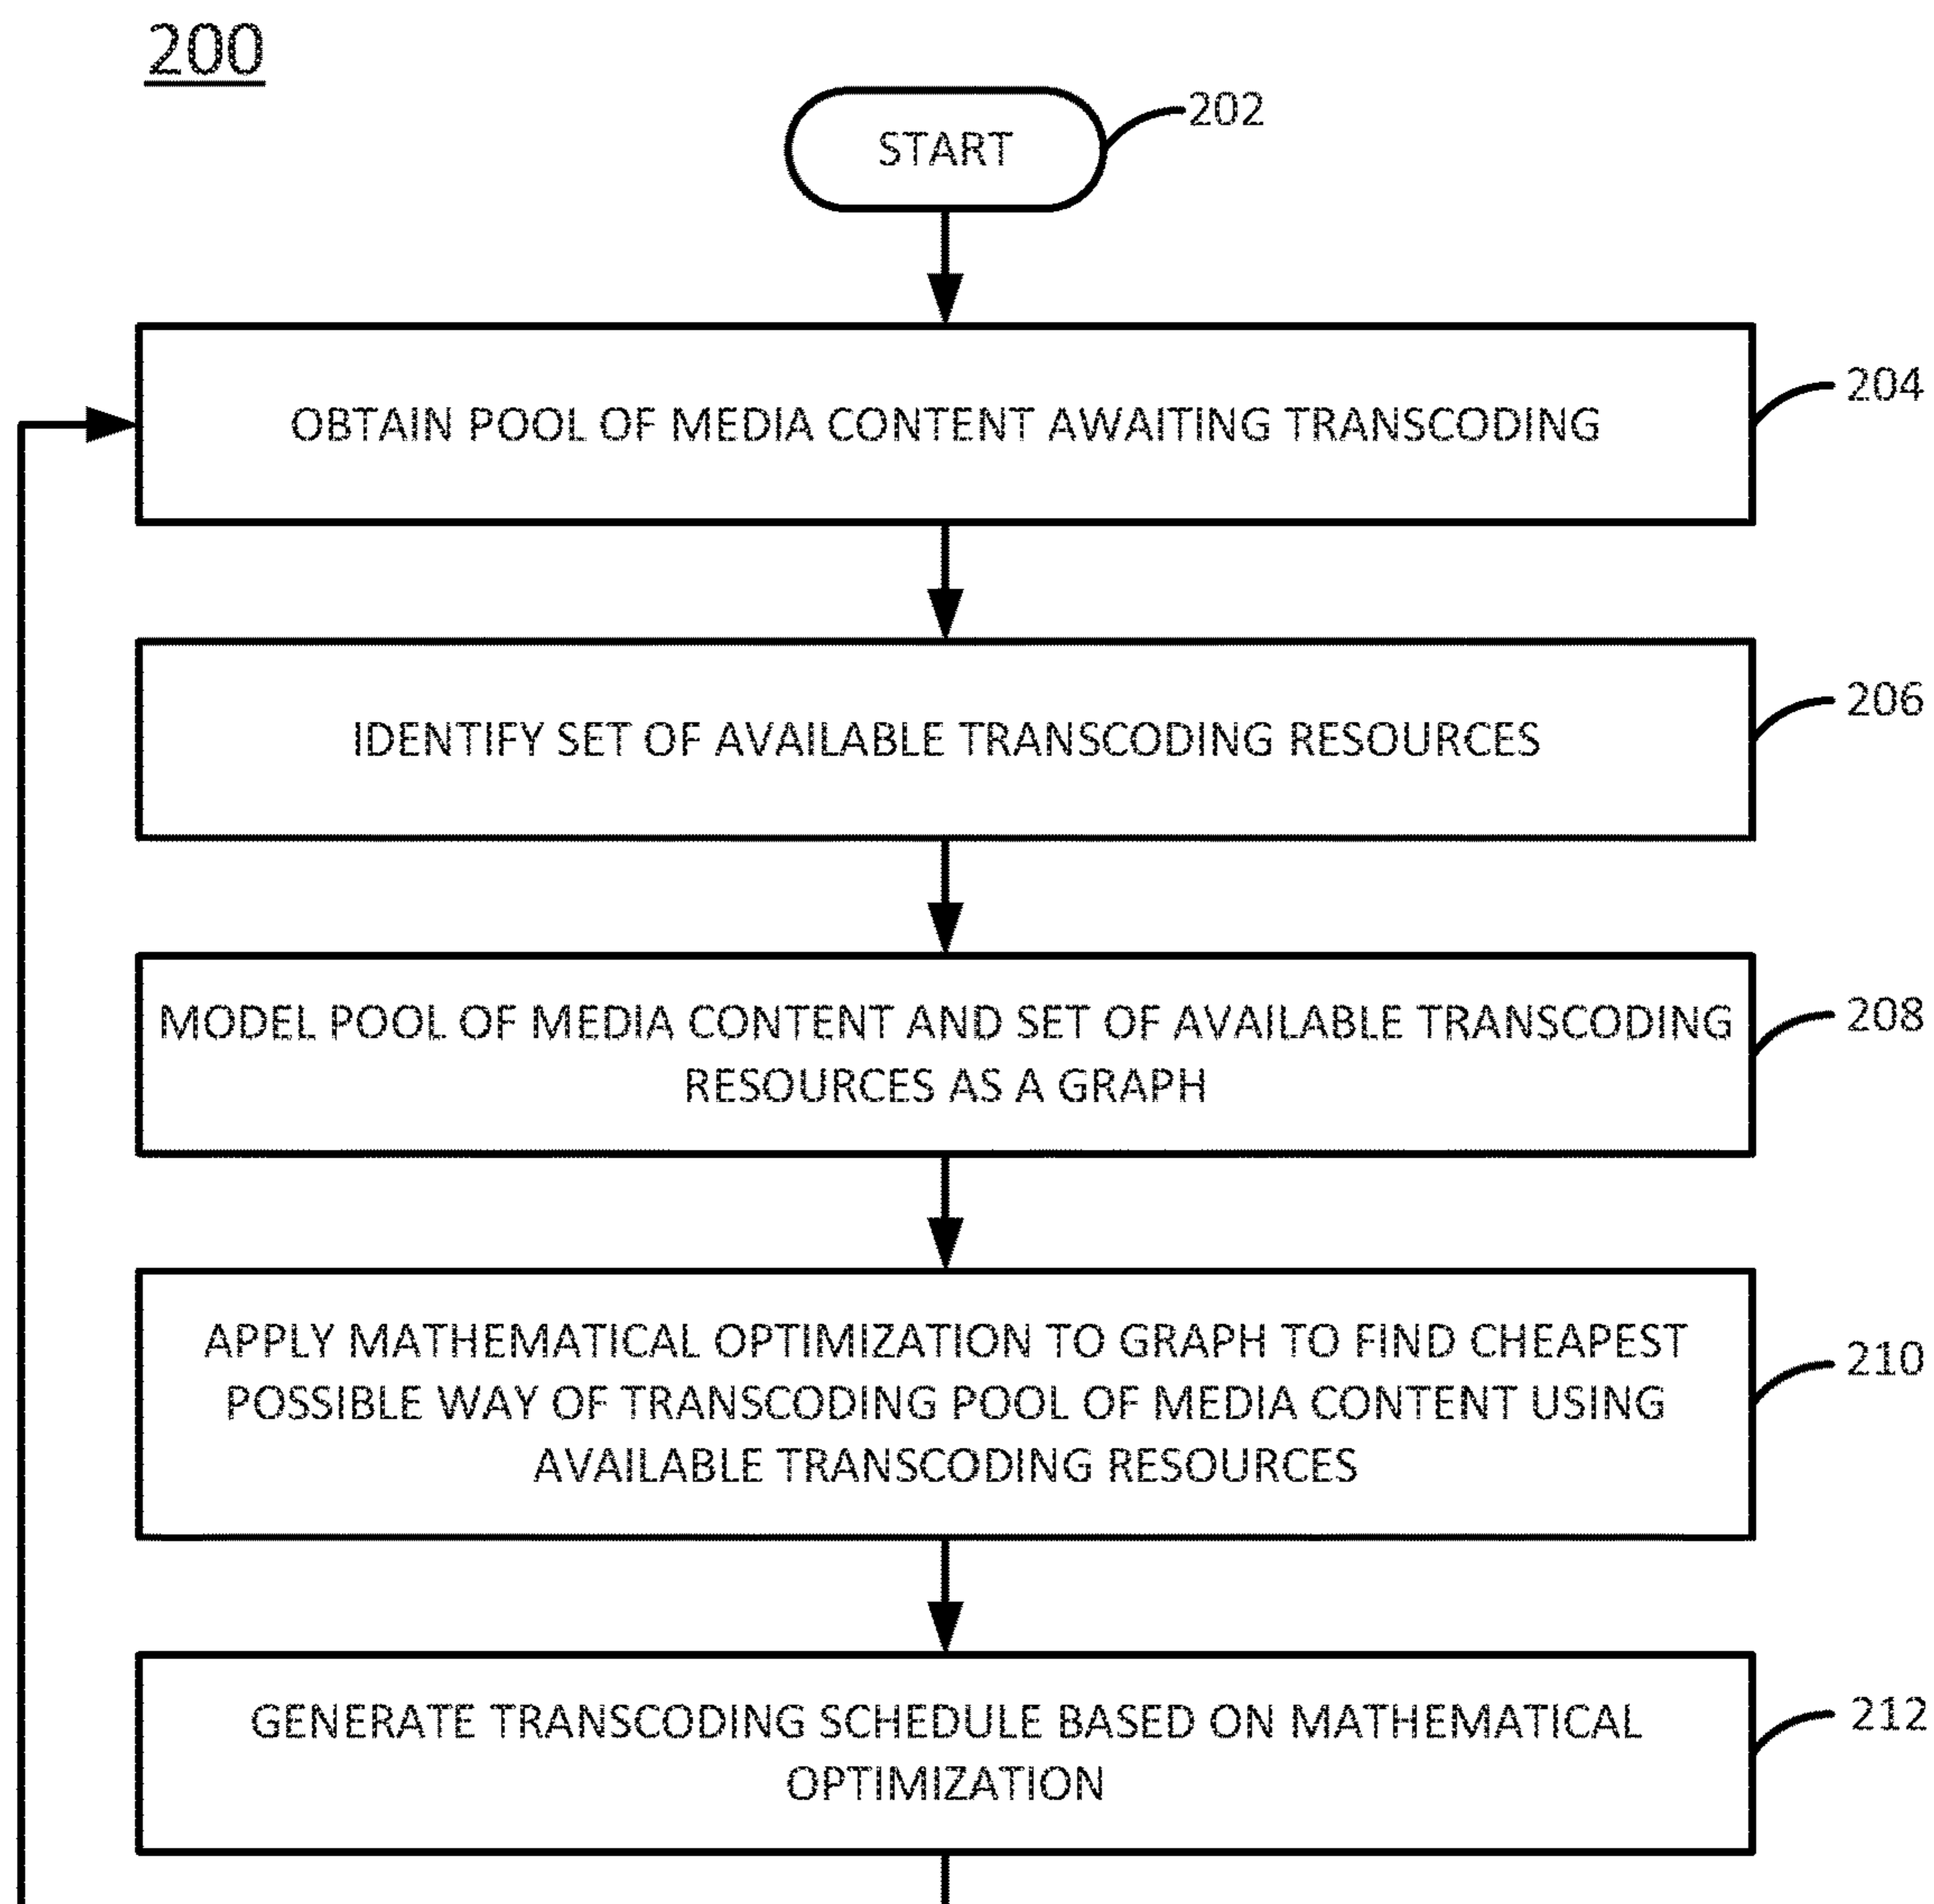 200
START
202
OBTAIN POOL OF MEDIA CONTENT AWAITING TRANSCODING
204
IDENTIFY SET OF AVAILABLE TRANSCODING RESOURCES
206
MODEL POOL OF MEDIA CONTENT AND SET OF AVAILABLE TRANSCODING
RESOURCES AS A GRAPH
208
APPLY MATHEMATICAL OPTIMIZATION TO GRAPH TO FIND CHEAPEST
POSSIBLE WAY OF TRANSCODING POOL OF MEDIA CONTENT USING
AVAILABLE TRANSCODING RESOURCES
210
GENERATE TRANSCODING SCHEDULE BASED ON MATHEMATICAL
OPTIMIZATION
212